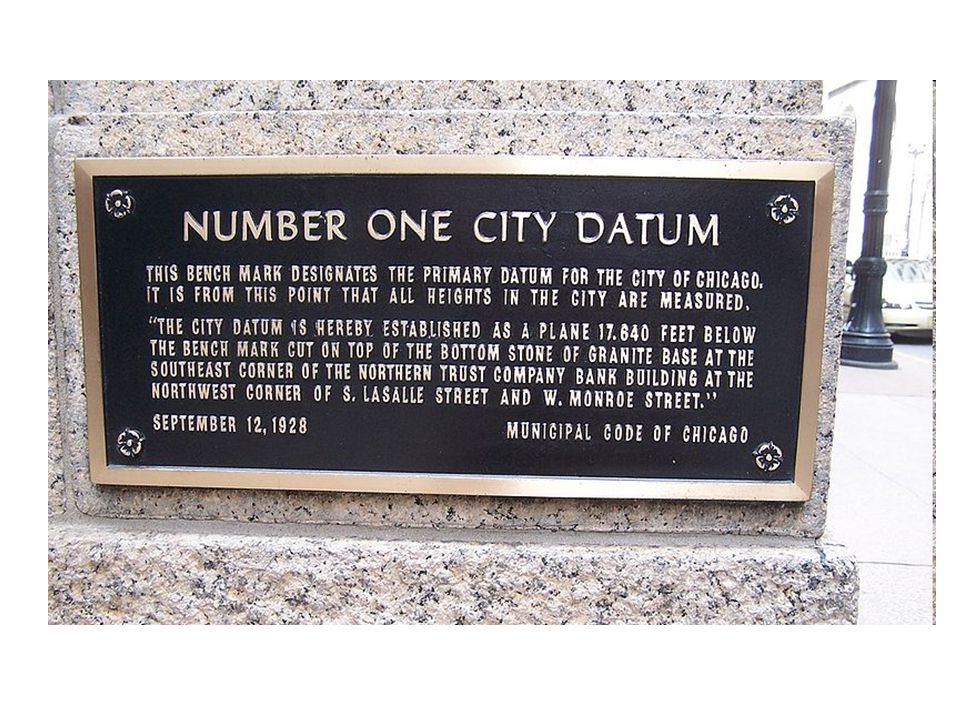 NUMBER ONE CITY DATUM
THIS BENCH MARK DESIGNATES THE PRIMARY DATUM FOR THE CITY OF CHICAGO.
IT IS FROM THIS POINT THAT ALL HEIGHTS IN THE CITY ARE MEASURED.
"THE CITY DATUM IS HEREBY ESTABLISHED AS A PLANE 17.640 FEET BELOW
THE BENCH MARK CUT ON TOP OF THE BOTTOM STONE OF GRANITE BASE AT THE
SOUTHEAST CORNER OF THE NORTHERN TRUST COMPANY BANK BUILDING AT THE
NORTHWEST CORNER OF S. LASALLE STREET AND W. MONROE STREET."
SEPTEMBER 12, 1928 MUNICIPAL CODE OF CHICAGO